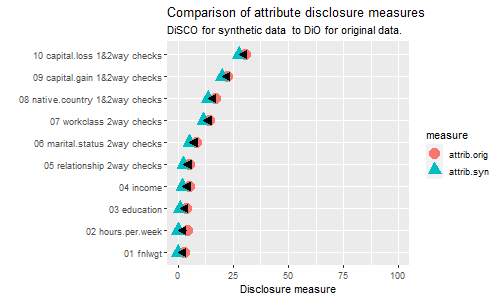 Comparison of attribute disclosure measures
DiSCO for synthetic data to DiO for original data.
10 capital.loss 1&2way checks
09 capital.gain 1&2way checks
08 native.country 1&2way checks
07 workclass 2way checks
06 marital.status 2way checks
05 relationship 2way checks
04 income
03 education
02 hours.per.week
01 fnlwgt
0 25 50 75 100
Disclosure measure
measure
attrib.orig
attrib.syn